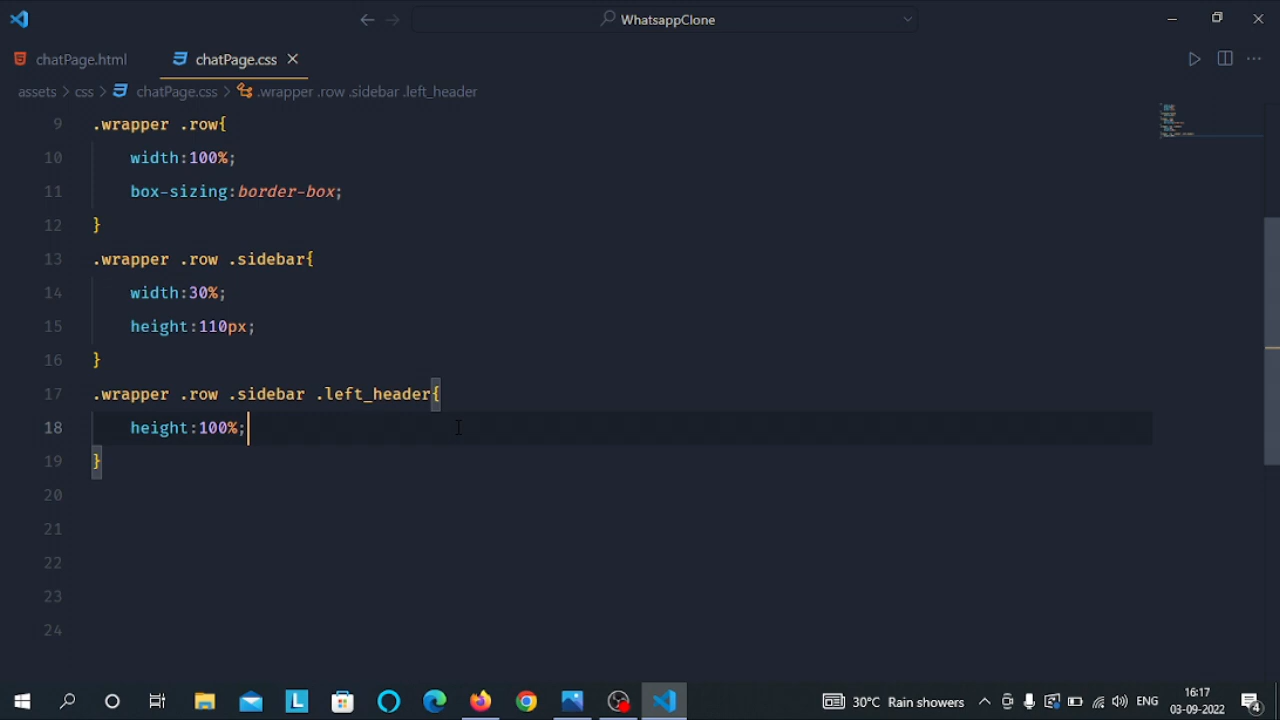 WhatsappClone
chatPage.html
chatPage.css
assets > css > chatPage.css > .wrapper .row .sidebar .left_header
9 .wrapper .row{
10 width:100%;
11 box-sizing:border-box;
12 }
13 .wrapper .row .sidebar{
14 width:30%;
15 height:110px;
16 }
17 .wrapper .row .sidebar .left_header{
18 height:100%;
19 }
20
21
22
23
24
30°C Rain showers
ENG
16:17
03-09-2022
4